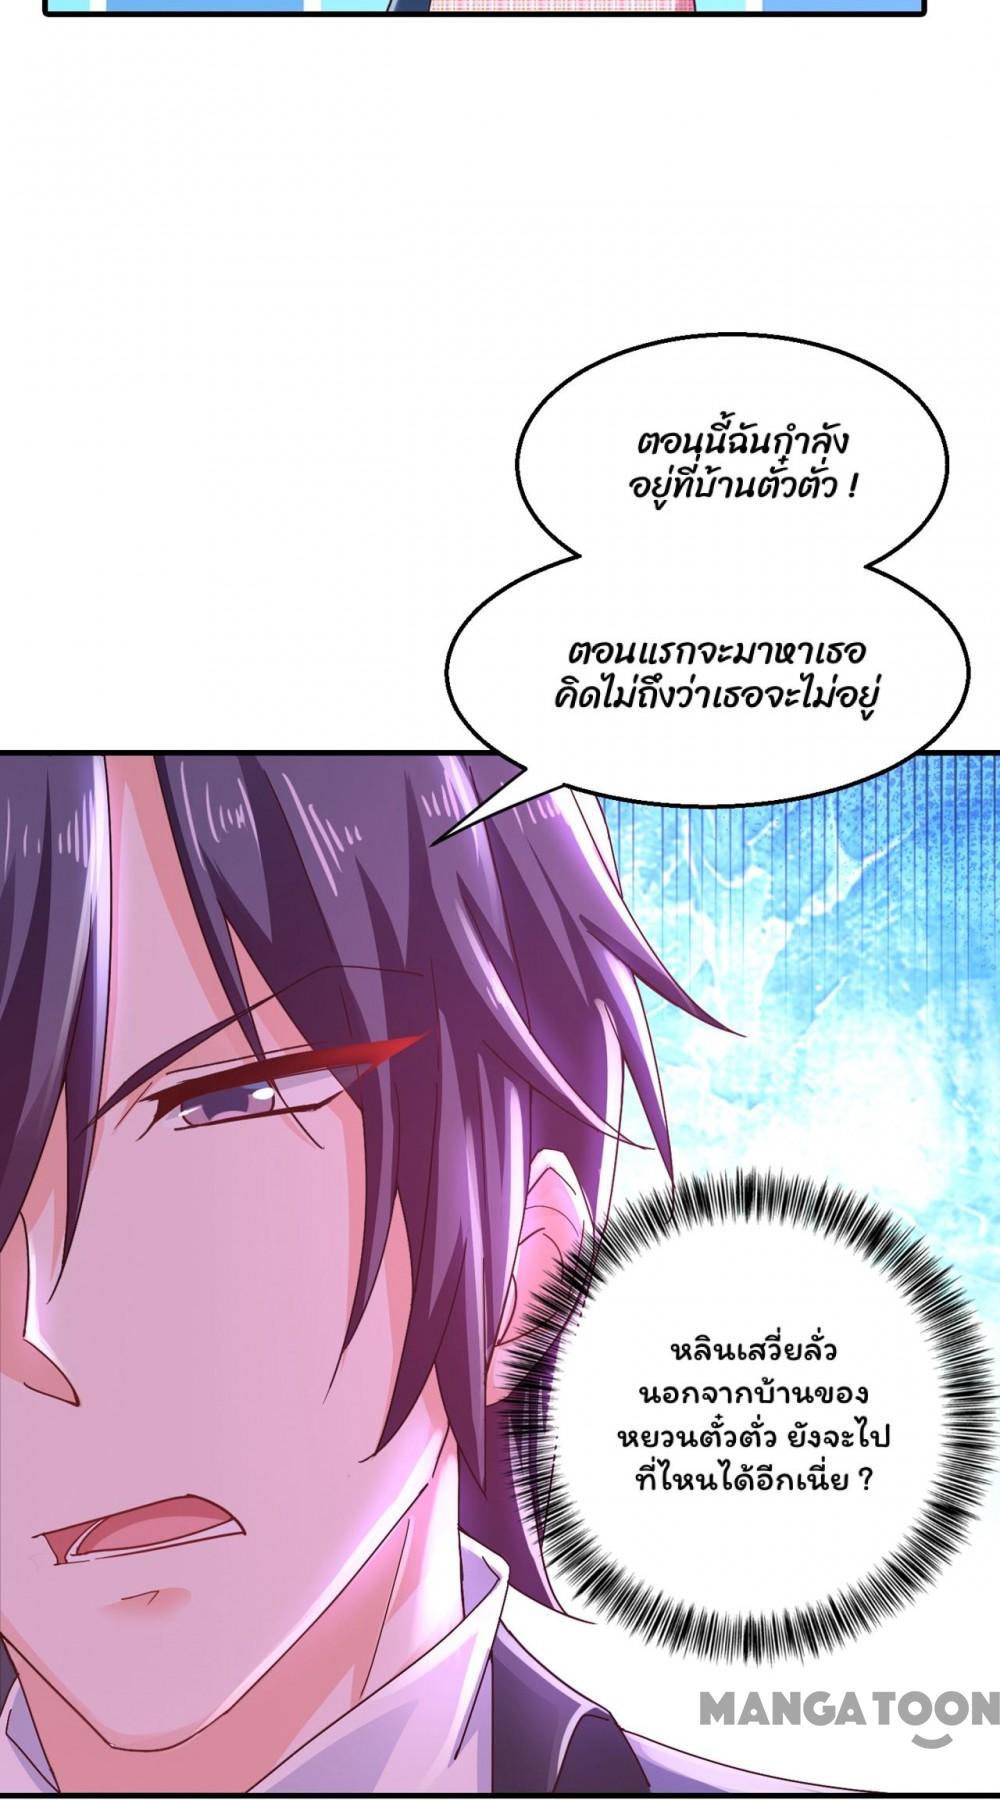 ตอนนี้ฉันกำลัง
อยู่ที่บ้านตั๋วตั่ว !
ตอนแรกจะมาหาเธอ
คิดไม่ถึงว่าเธอจะไม่อยู่
หลินเสวี่ยลั่ว
นอกจากบ้านของ
หยวนตั๋วตั่ว ยังจะไป
ที่ไหนได้อีกเนี่ย ?
MANGATOON